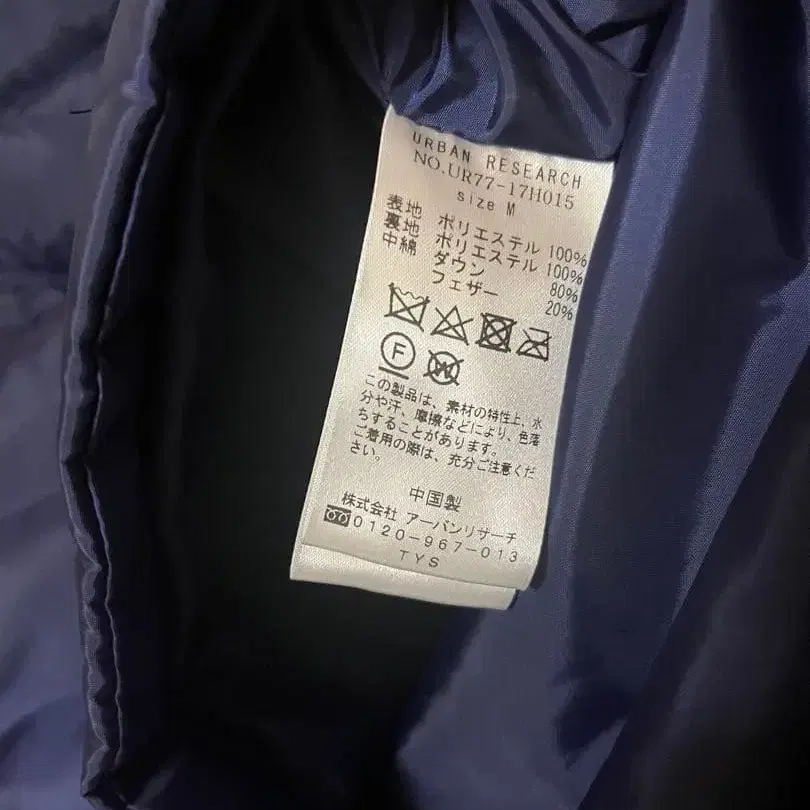 URBAN RESEARCH
NO.UR77-17H015
size M
表地 ポリエステル 100%
裏地 ポリエステル 100%
中綿 ダウン 80%
フェザー 20%
F
W
この製品は、素材の特性上、水
分や汗、摩擦などにより、色落
ちすることがあります。
ご着用の際は、充分ご注意くだ
さい。
中国製
株式会社 アーバンリサーチ
0120-967-013
TYS